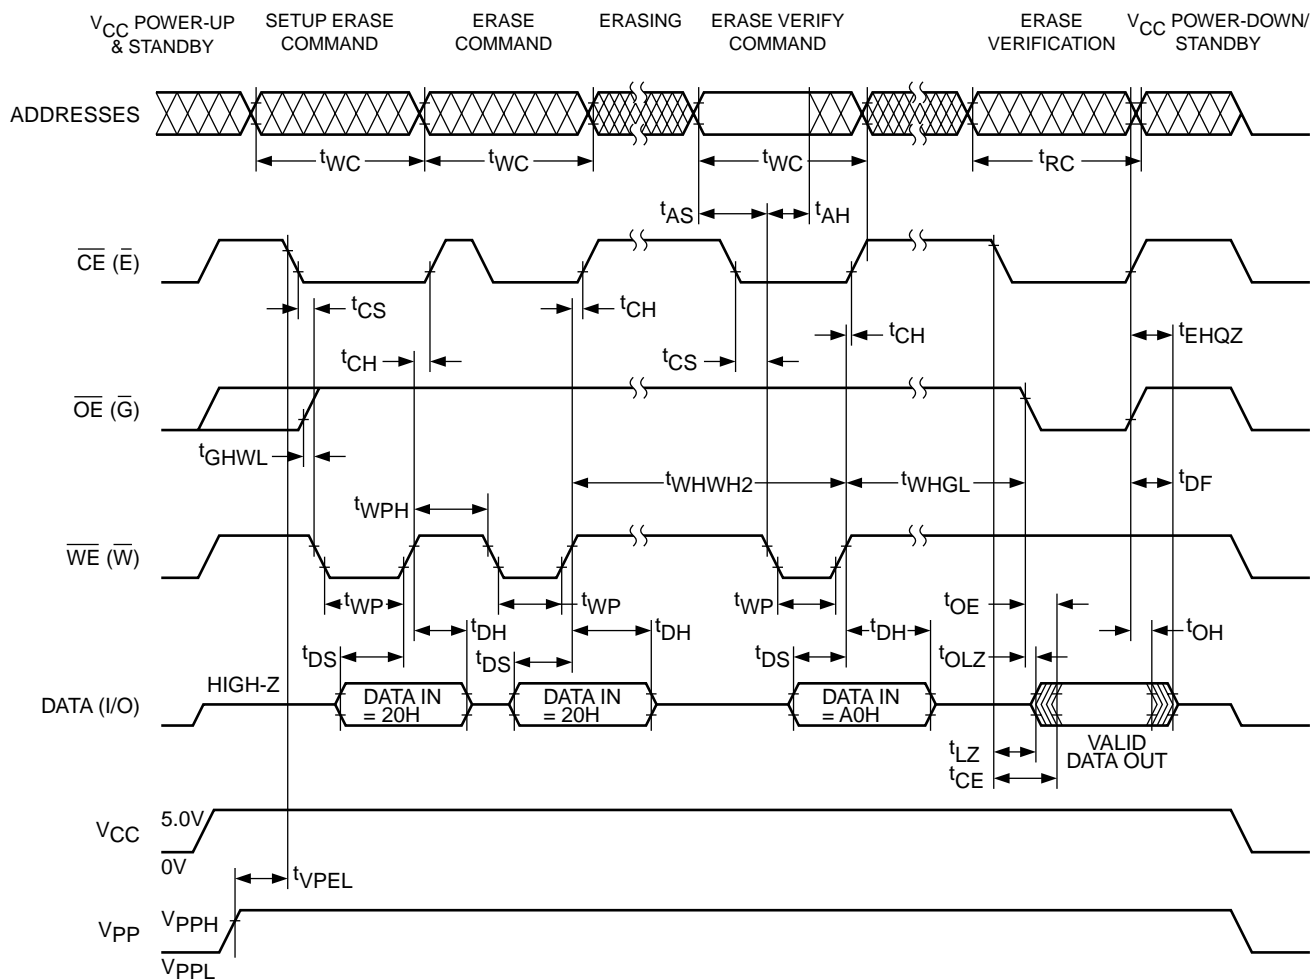 VCC POWER-UP
& STANDBY
SETUP ERASE
COMMAND
ERASE
COMMAND
ERASING
ERASE VERIFY
COMMAND
ERASE
VERIFICATION
VCC POWER-DOWN/
STANDBY
ADDRESSES
tWC
tWC
tWC
tRC
tAS
tAH
CE (E)
tCS
tCH
tCH
tCS
tCH
tEHQZ
OE (G)
tGHWL
tWPH
tWHWH2
tWHGL
tDF
WE (W)
tWP
tWP
tWP
tOE
tDH
tDH
tDH
tOH
tDS
tDS
tDS
tOLZ
DATA (I/O)
HIGH-Z
DATA IN
= 20H
DATA IN
= 20H
DATA IN
= A0H
VALID
DATA OUT
tLZ
tCE
VCC
5.0V
0V
tVPEL
VPP
VPPH
VPPL